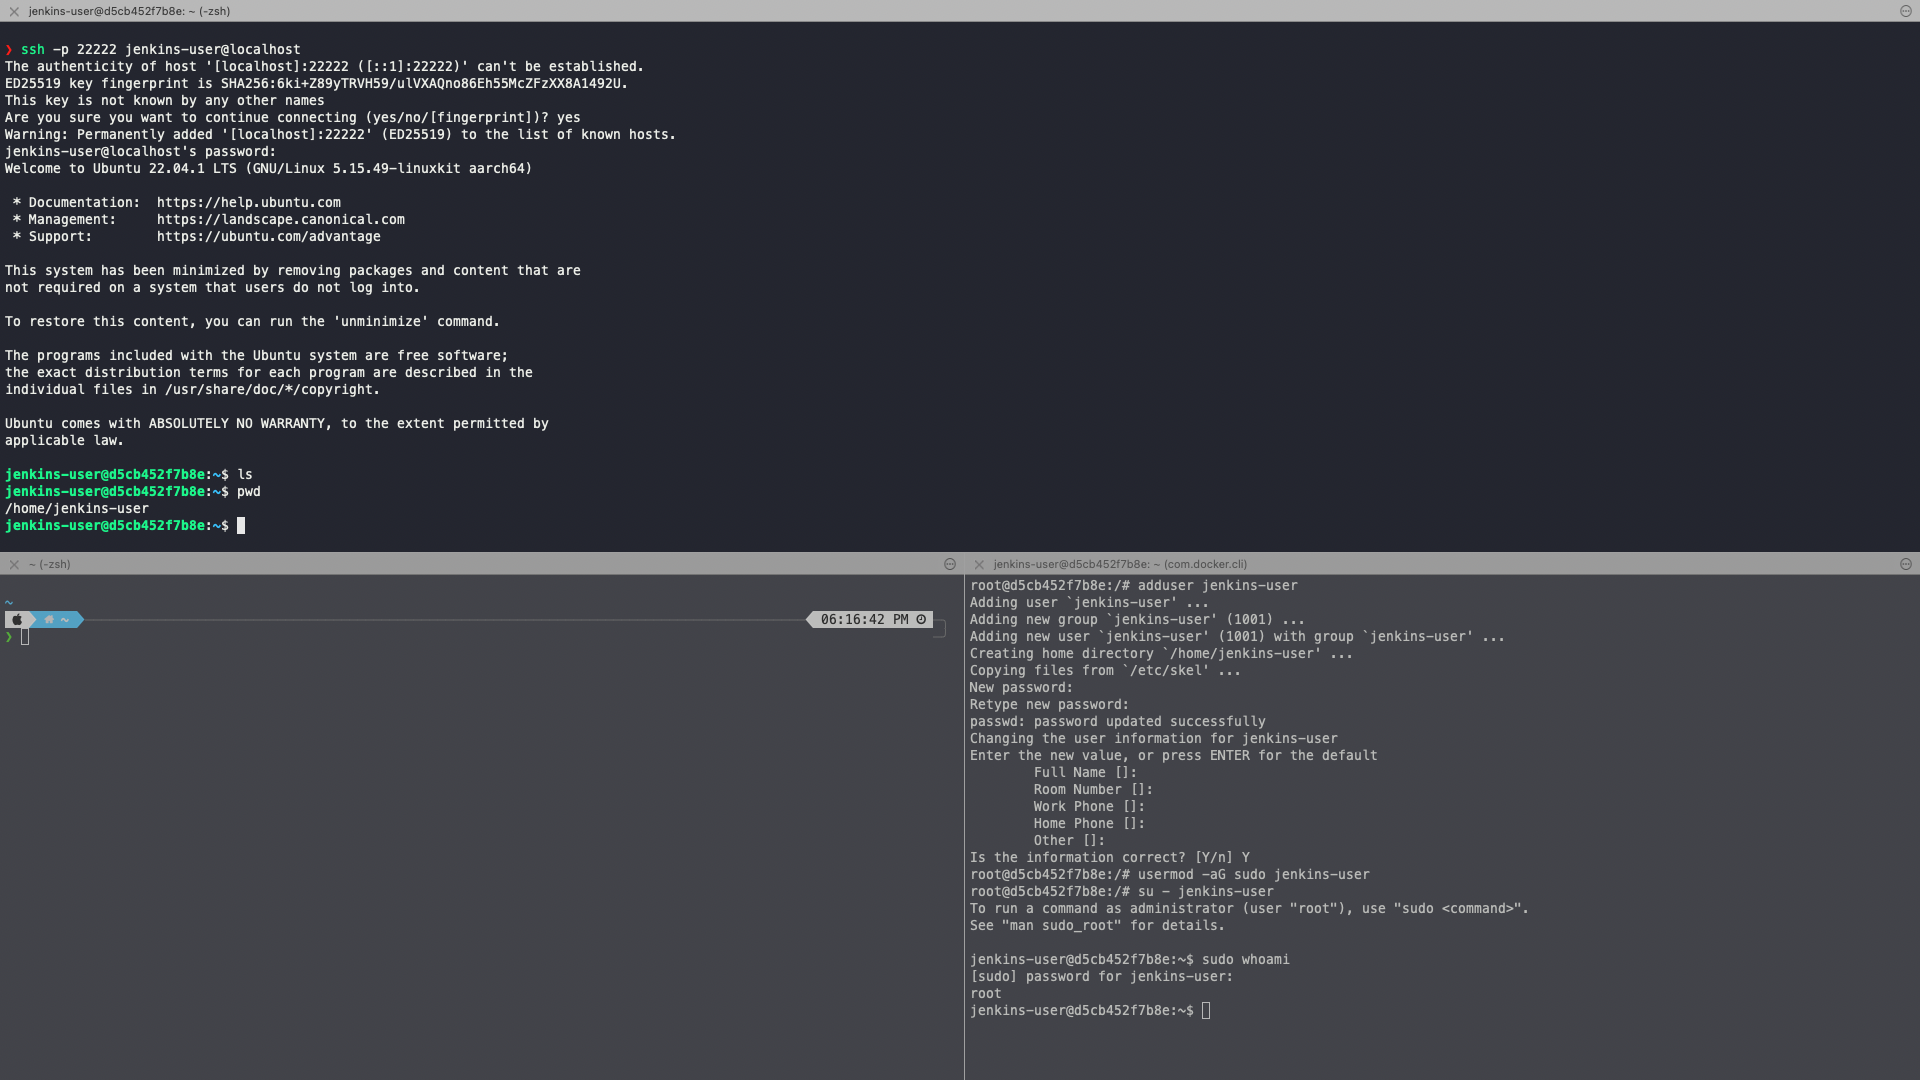 jenkins-user@d5cb452f7b8e: ~ (-zsh)
❯ ssh -p 22222 jenkins-user@localhost
The authenticity of host '[localhost]:22222 ([::1]:22222)' can't be established.
ED25519 key fingerprint is SHA256:6ki+Z89yTRVH59/ulVXAQno86Eh55McZFzXX8A1492U.
This key is not known by any other names
Are you sure you want to continue connecting (yes/no/[fingerprint])? yes
Warning: Permanently added '[localhost]:22222' (ED25519) to the list of known hosts.
jenkins-user@localhost's password:
Welcome to Ubuntu 22.04.1 LTS (GNU/Linux 5.15.49-linuxkit aarch64)
* Documentation:  https://help.ubuntu.com
* Management:     https://landscape.canonical.com
* Support:        https://ubuntu.com/advantage
This system has been minimized by removing packages and content that are
not required on a system that users do not log into.
To restore this content, you can run the 'unminimize' command.
The programs included with the Ubuntu system are free software;
the exact distribution terms for each program are described in the
individual files in /usr/share/doc/*/copyright.
Ubuntu comes with ABSOLUTELY NO WARRANTY, to the extent permitted by
applicable law.
jenkins-user@d5cb452f7b8e:~$ ls
jenkins-user@d5cb452f7b8e:~$ pwd
/home/jenkins-user
jenkins-user@d5cb452f7b8e:~$
~ (-zsh)
~
~ 06:16:42 PM
❯
jenkins-user@d5cb452f7b8e: ~ (com.docker.cli)
root@d5cb452f7b8e:/# adduser jenkins-user
Adding user `jenkins-user' ...
Adding new group `jenkins-user' (1001) ...
Adding new user `jenkins-user' (1001) with group `jenkins-user' ...
Creating home directory `/home/jenkins-user' ...
Copying files from `/etc/skel' ...
New password:
Retype new password:
passwd: password updated successfully
Changing the user information for jenkins-user
Enter the new value, or press ENTER for the default
Full Name []:
Room Number []:
Work Phone []:
Home Phone []:
Other []:
Is the information correct? [Y/n] Y
root@d5cb452f7b8e:/# usermod -aG sudo jenkins-user
root@d5cb452f7b8e:/# su - jenkins-user
To run a command as administrator (user "root"), use "sudo <command>".
See "man sudo_root" for details.
jenkins-user@d5cb452f7b8e:~$ sudo whoami
[sudo] password for jenkins-user:
root
jenkins-user@d5cb452f7b8e:~$